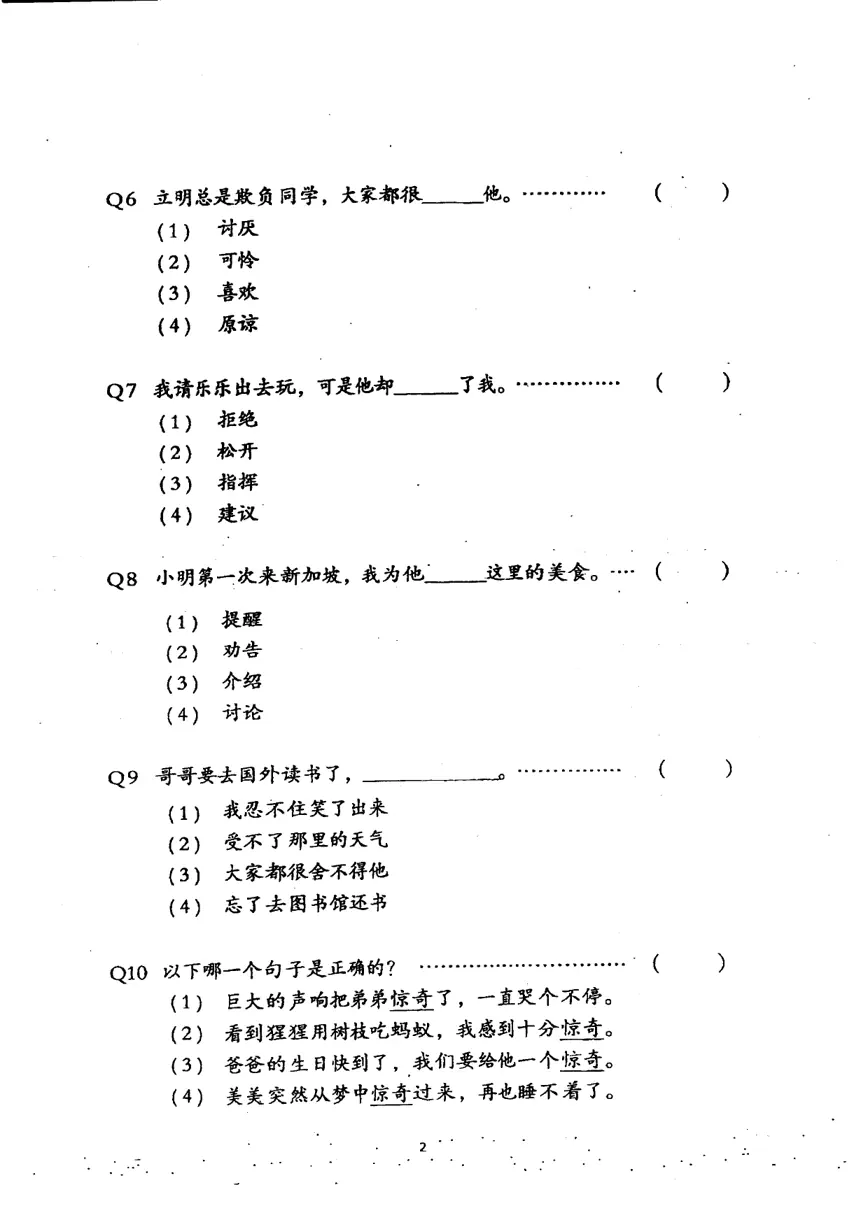 Q6 立明总是欺负同学，大家都很_____他。………… (  )
(1) 讨厌
(2) 可怜
(3) 喜欢
(4) 原谅
Q7 我请乐乐出去玩，可是他却_____了我。…………… (  )
(1) 拒绝
(2) 松开
(3) 指挥
(4) 建议
Q8 小明第一次来新加坡，我为他_____这里的美食。…… (  )
(1) 提醒
(2) 劝告
(3) 介绍
(4) 讨论
Q9 哥哥要去国外读书了，___________。…………… (  )
(1) 我忍不住笑了出来
(2) 受不了那里的天气
(3) 大家都很舍不得他
(4) 忘了去图书馆还书
Q10 以下哪一个句子是正确的？ ………………………… (  )
(1) 巨大的声响把弟弟惊奇了，一直哭个不停。
(2) 看到猩猩用树枝吃蚂蚁，我感到十分惊奇。
(3) 爸爸的生日快到了，我们要给他一个惊奇。
(4) 美美突然从梦中惊奇过来，再也睡不着了。
2